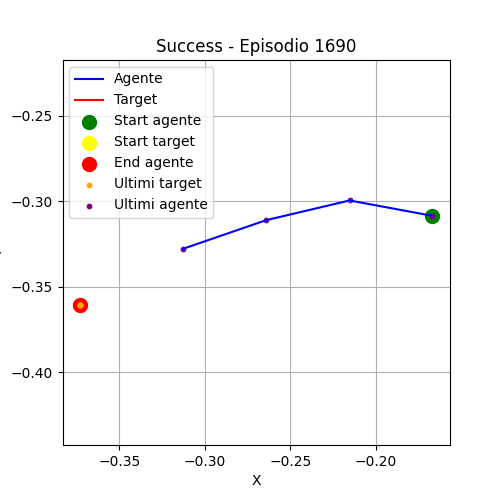 Success - Episodio 1690
Agente
Target
Start agente
Start target
End agente
Ultimi target
Ultimi agente
−0.25
−0.30
−0.35
−0.40
−0.35
−0.30
−0.25
−0.20
X